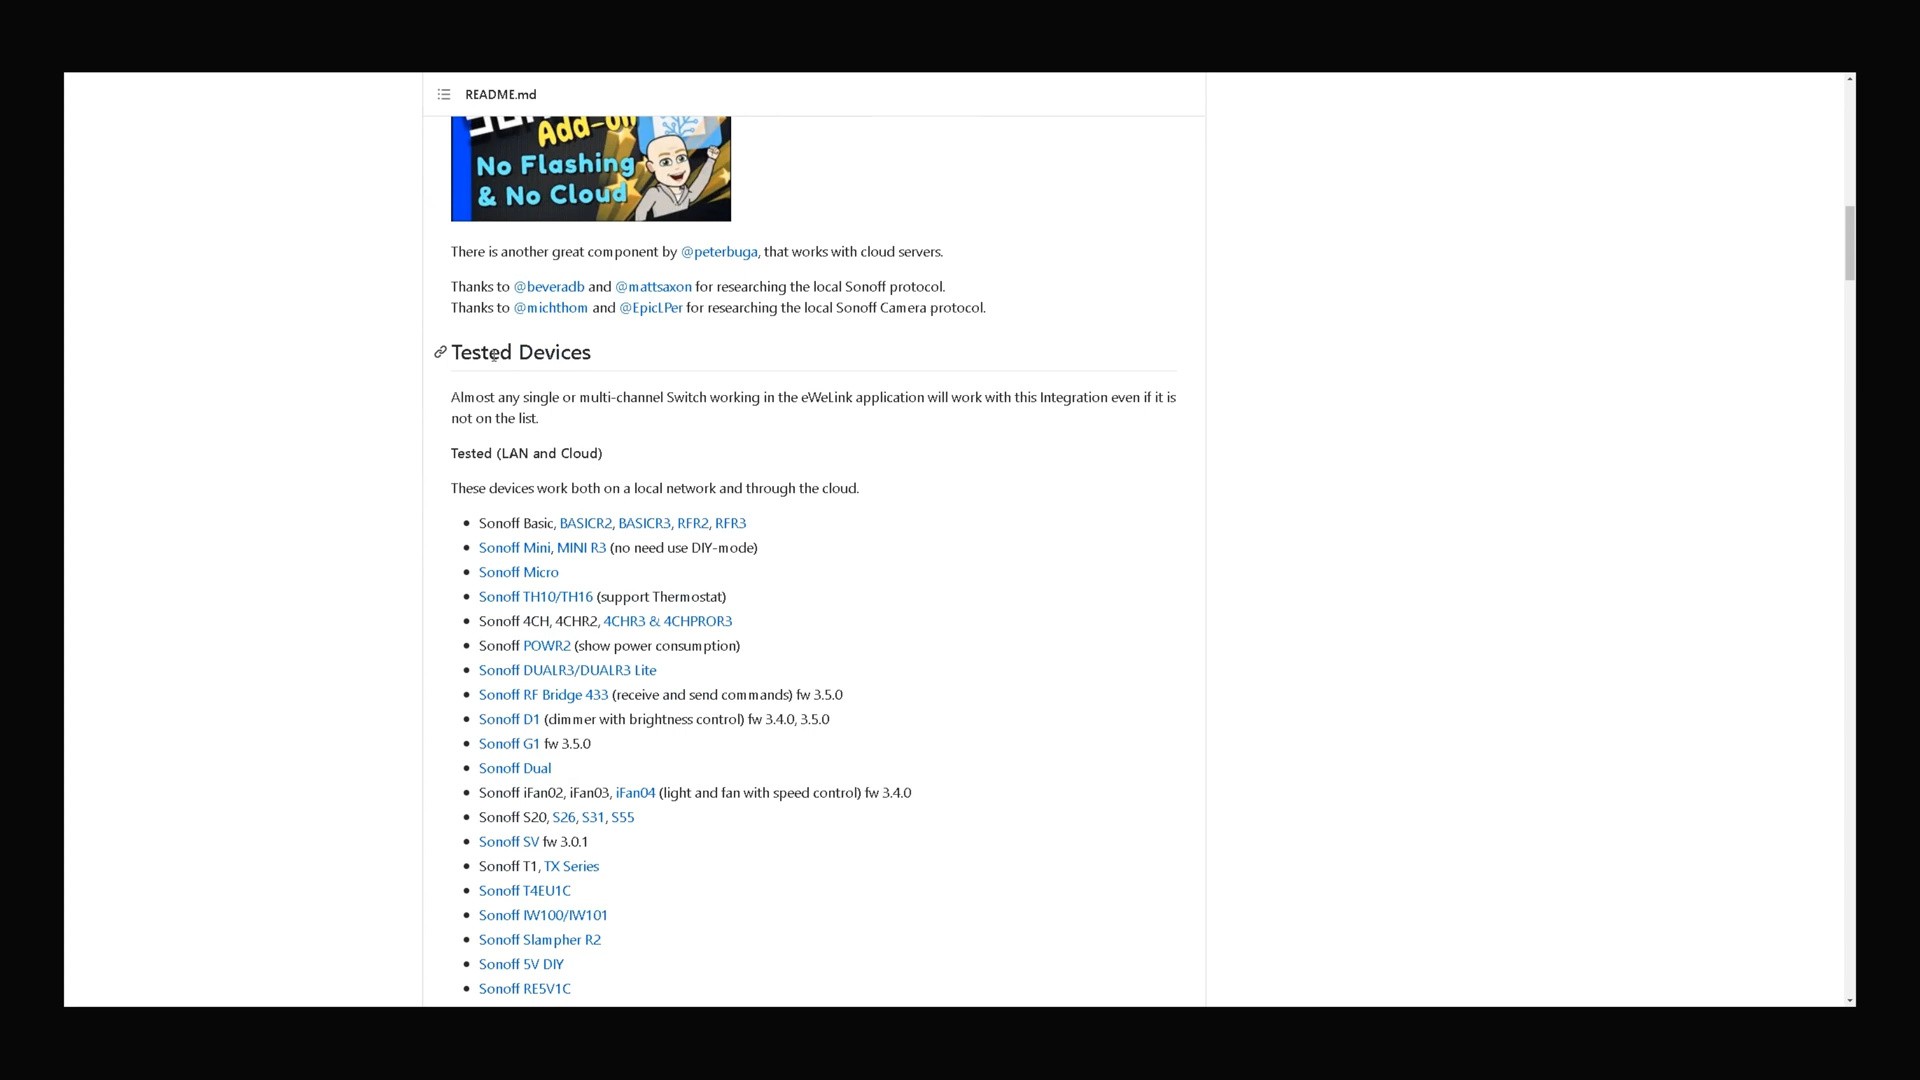 README.md
Add-on
No Flashing
& No Cloud
There is another great component by @peterbuga, that works with cloud servers.
Thanks to @beveradb and @mattsaxon for researching the local Sonoff protocol.
Thanks to @michthom and @EpicLPer for researching the local Sonoff Camera protocol.
Tested Devices
Almost any single or multi-channel Switch working in the eWeLink application will work with this Integration even if it is
not on the list.
Tested (LAN and Cloud)
These devices work both on a local network and through the cloud.
Sonoff Basic, BASICR2, BASICR3, RFR2, RFR3
Sonoff Mini, MINI R3 (no need use DIY-mode)
Sonoff Micro
Sonoff TH10/TH16 (support Thermostat)
Sonoff 4CH, 4CHR2, 4CHR3 & 4CHPROR3
Sonoff POWR2 (show power consumption)
Sonoff DUALR3/DUALR3 Lite
Sonoff RF Bridge 433 (receive and send commands) fw 3.5.0
Sonoff D1 (dimmer with brightness control) fw 3.4.0, 3.5.0
Sonoff G1 fw 3.5.0
Sonoff Dual
Sonoff iFan02, iFan03, iFan04 (light and fan with speed control) fw 3.4.0
Sonoff S20, S26, S31, S55
Sonoff SV fw 3.0.1
Sonoff T1, TX Series
Sonoff T4EU1C
Sonoff IW100/IW101
Sonoff Slampher R2
Sonoff 5V DIY
Sonoff RE5V1C